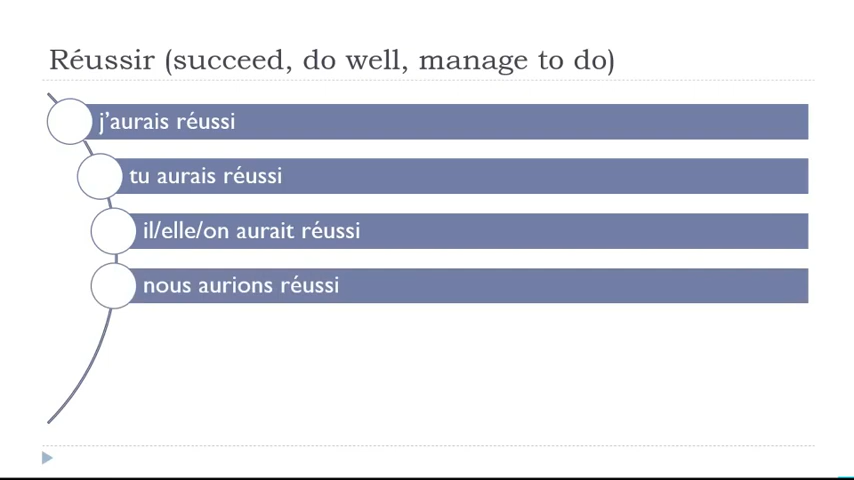 Réussir (succeed, do well, manage to do)
j’aurais réussi
tu aurais réussi
il/elle/on aurait réussi
nous aurions réussi